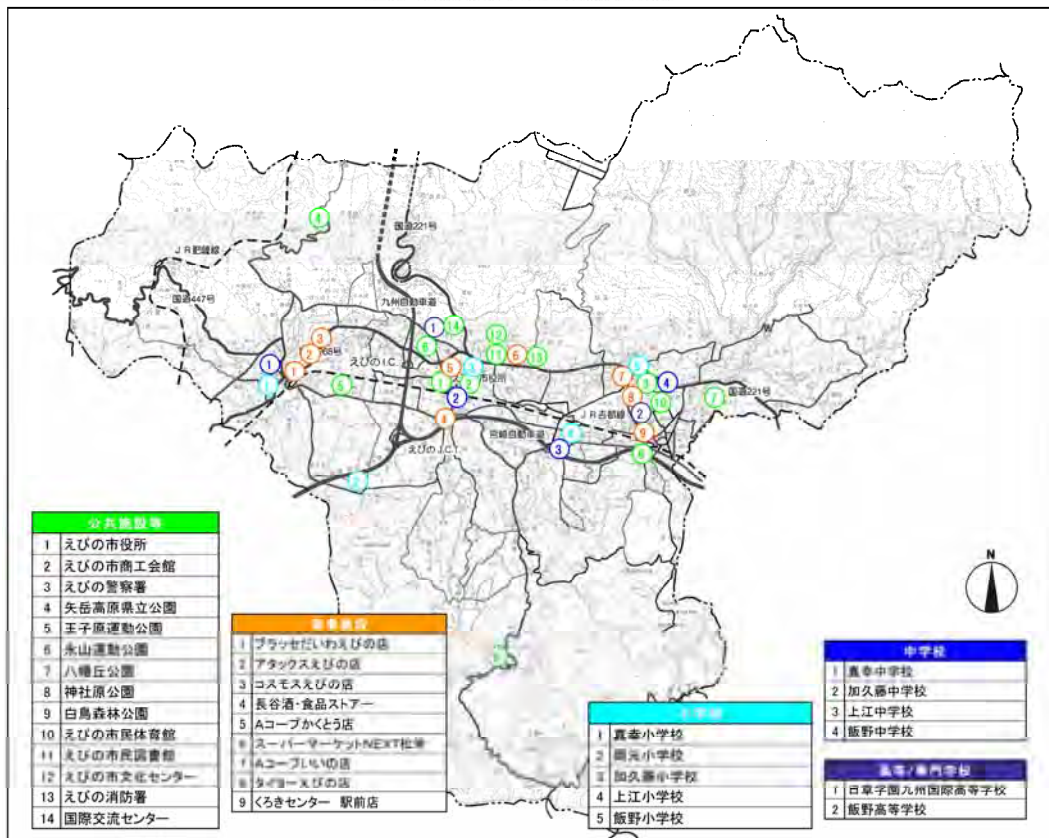 国道221号
ＪＲ肥薩線
国道447号
九州自動車道
えびのＩ.Ｃ.
68号
市役所
国道221号
ＪＲ吉都線
宮崎自動車道
えびのＪ.Ｃ.Ｔ.
N
公共施設等
1 えびの市役所
2 えびの市商工会館
3 えびの警察署
4 矢岳高原県立公園
5 王子原運動公園
6 永山運動公園
7 八幡丘公園
8 神社原公園
9 白鳥森林公園
10 えびの市民体育館
11 えびの市民図書館
12 えびの市文化センター
13 えびの消防署
14 国際交流センター
商業施設
1 プラッセだいわえびの店
2 アタックスえびの店
3 コスモスえびの店
4 長谷酒・食品ストアー
5 Aコープかくとう店
6 スーパーマーケットNEXT松葉
7 Aコープいいの店
8 タイヨーえびの店
9 くろきセンター 駅前店
小学校
1 真幸小学校
2 岡元小学校
3 加久藤小学校
4 上江小学校
5 飯野小学校
中学校
1 真幸中学校
2 加久藤中学校
3 上江中学校
4 飯野中学校
高等/専門学校
1 日章学園九州国際高等学校
2 飯野高等学校